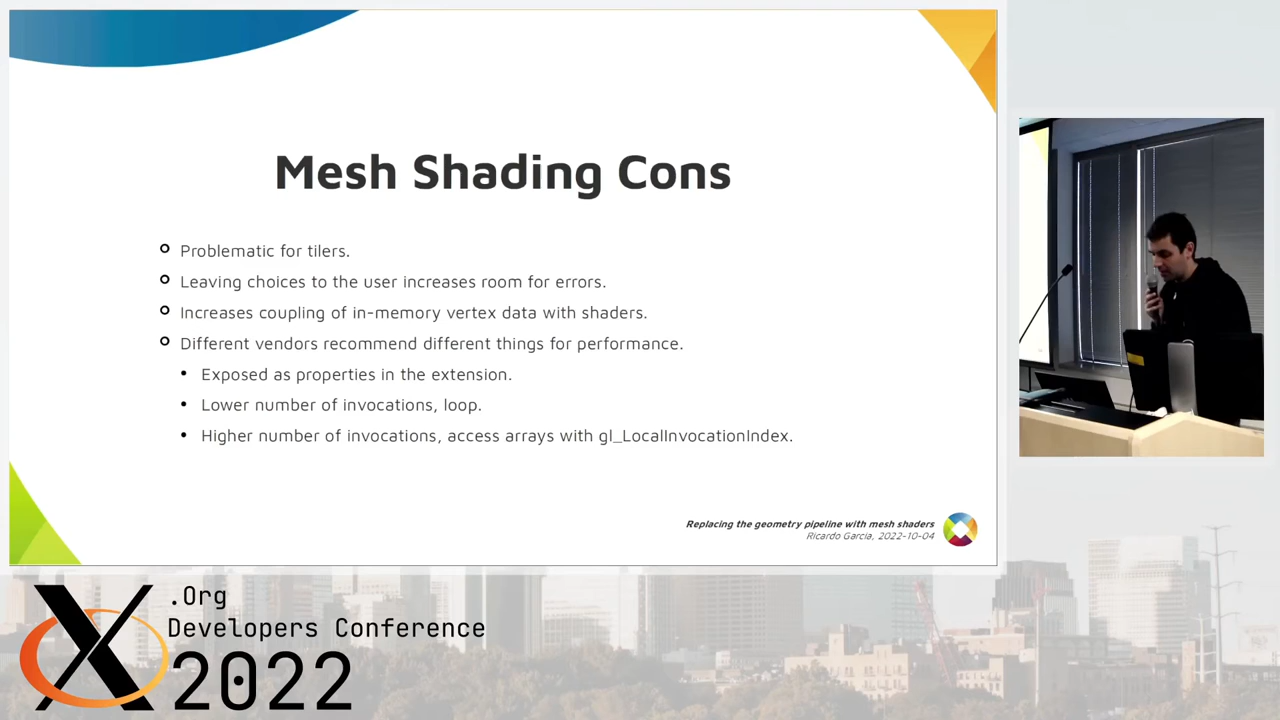 Mesh Shading Cons
Problematic for tilers.
Leaving choices to the user increases room for errors.
Increases coupling of in-memory vertex data with shaders.
Different vendors recommend different things for performance.
Exposed as properties in the extension.
Lower number of invocations, loop.
Higher number of invocations, access arrays with gl_LocalInvocationIndex.
Replacing the geometry pipeline with mesh shaders
Ricardo Garcia, 2022-10-04
X.Org
Developers Conference
2022